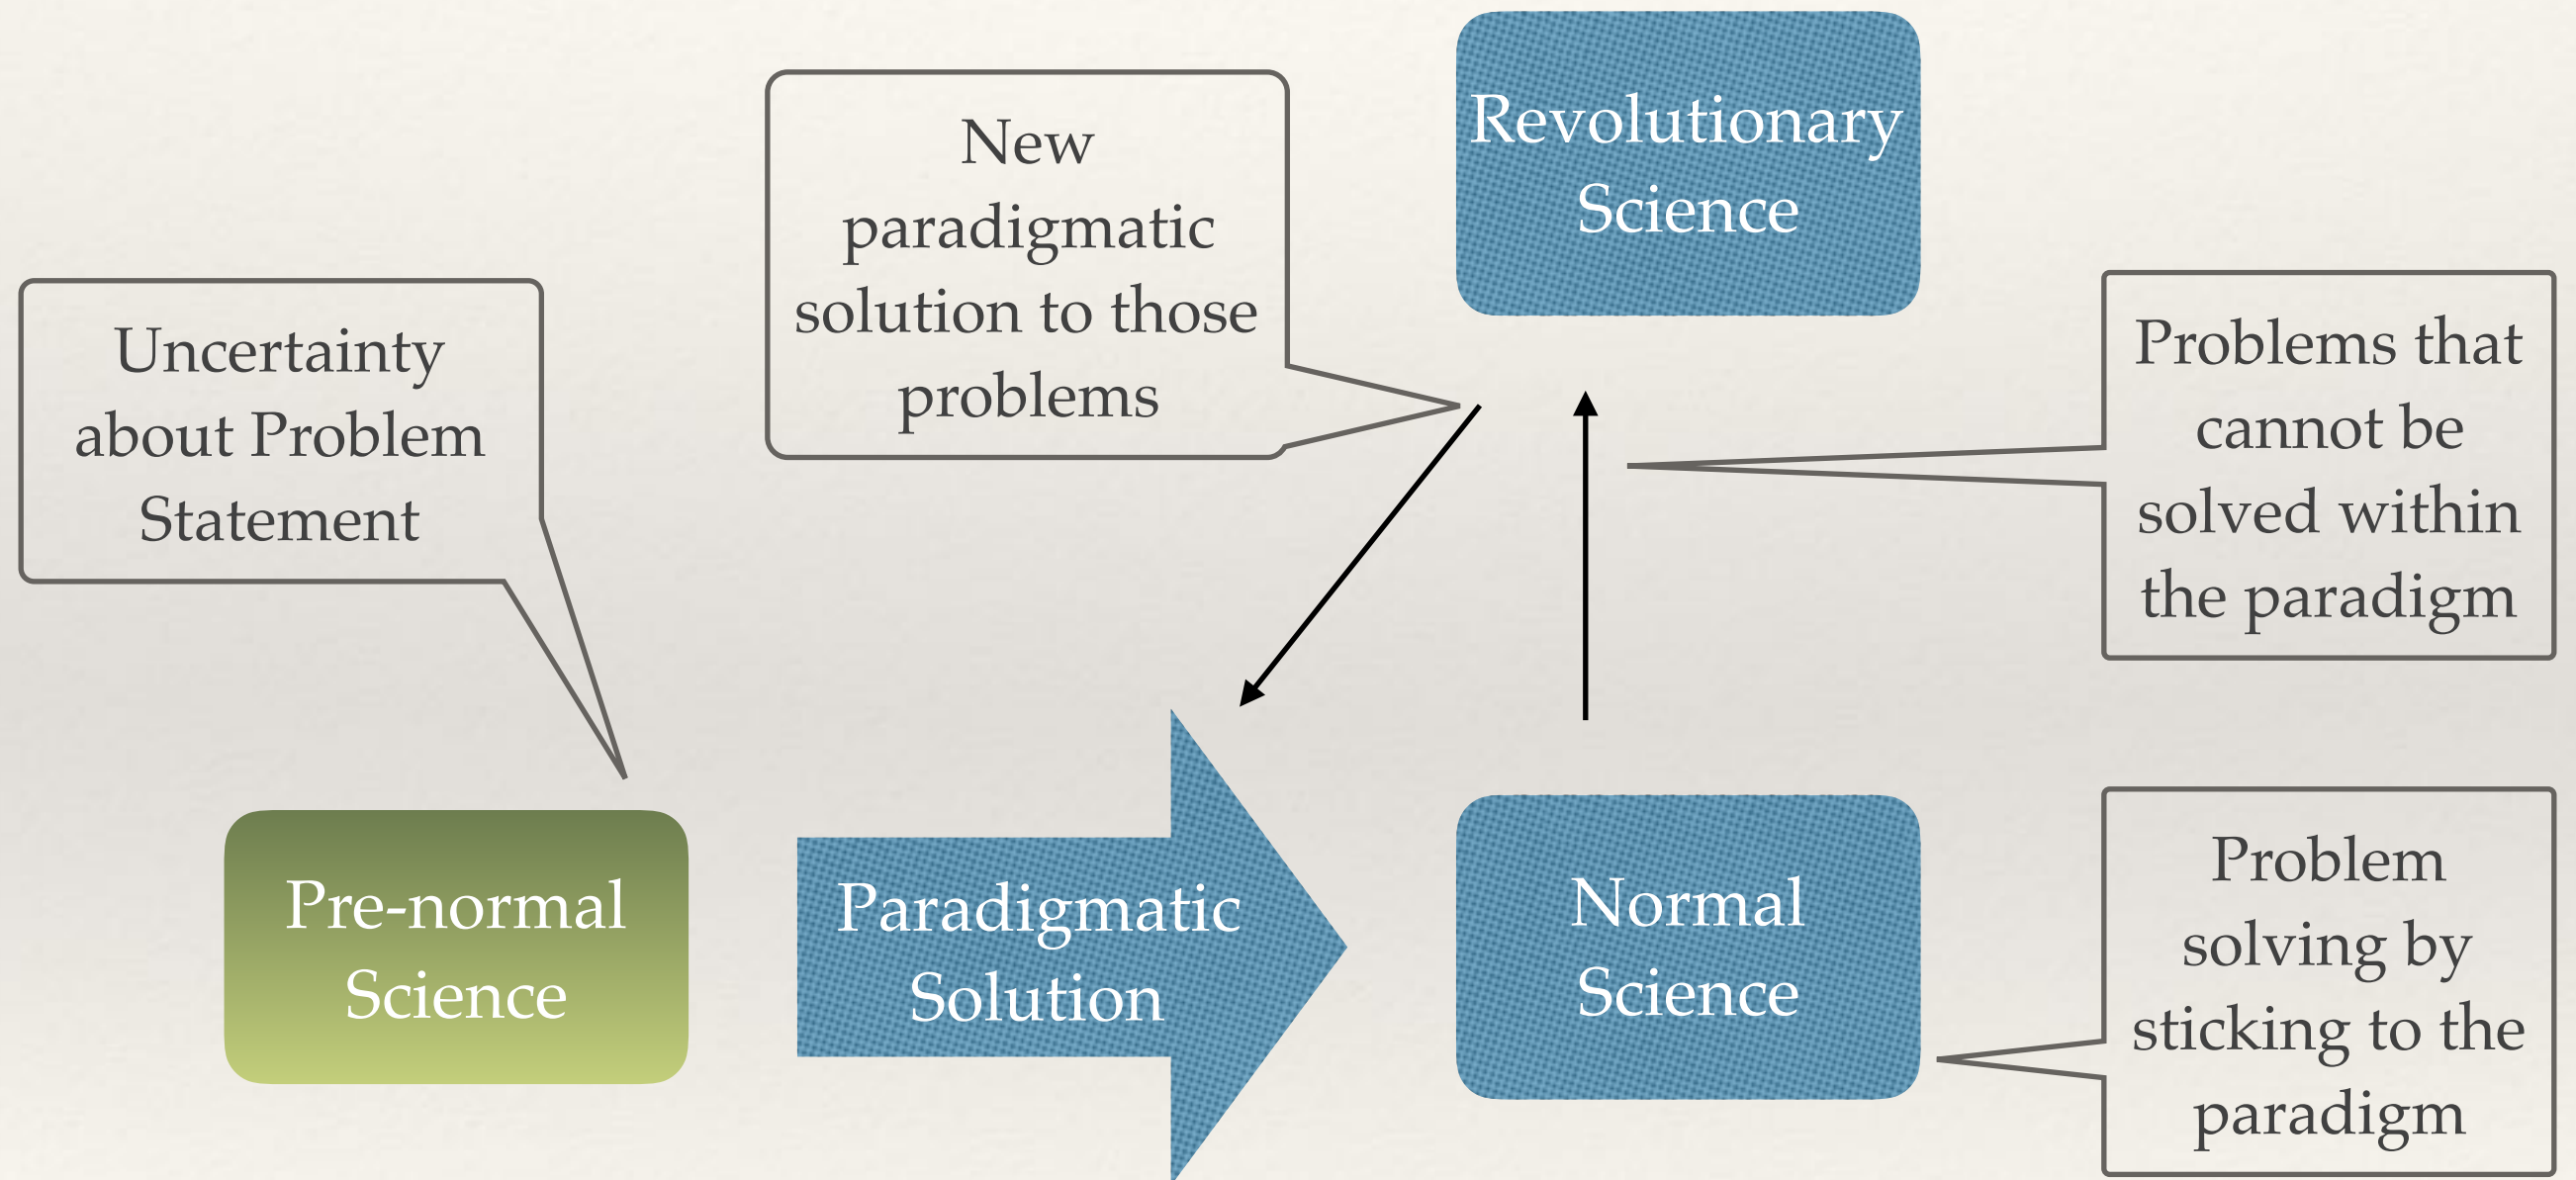 Revolutionary
Science
New
paradigmatic
solution to those
problems
Uncertainty
about Problem
Statement
Problems that
cannot be
solved within
the paradigm
Pre-normal
Science
Paradigmatic
Solution
Normal
Science
Problem
solving by
sticking to the
paradigm